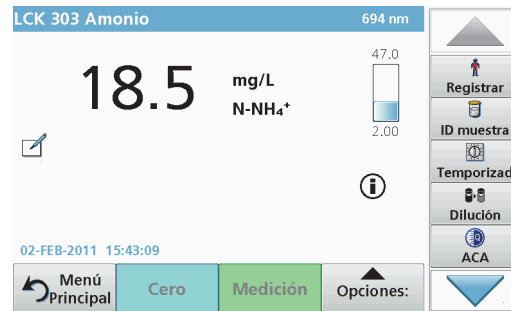 LCK 303 Amonio 694 nm
47.0
18.5 mg/L
N-NH₄⁺
2.00
02-FEB-2011 15:43:09
Menú
Principal
Cero
Medición
Opciones:
Registrar
ID muestra
Temporizad
Dilución
ACA